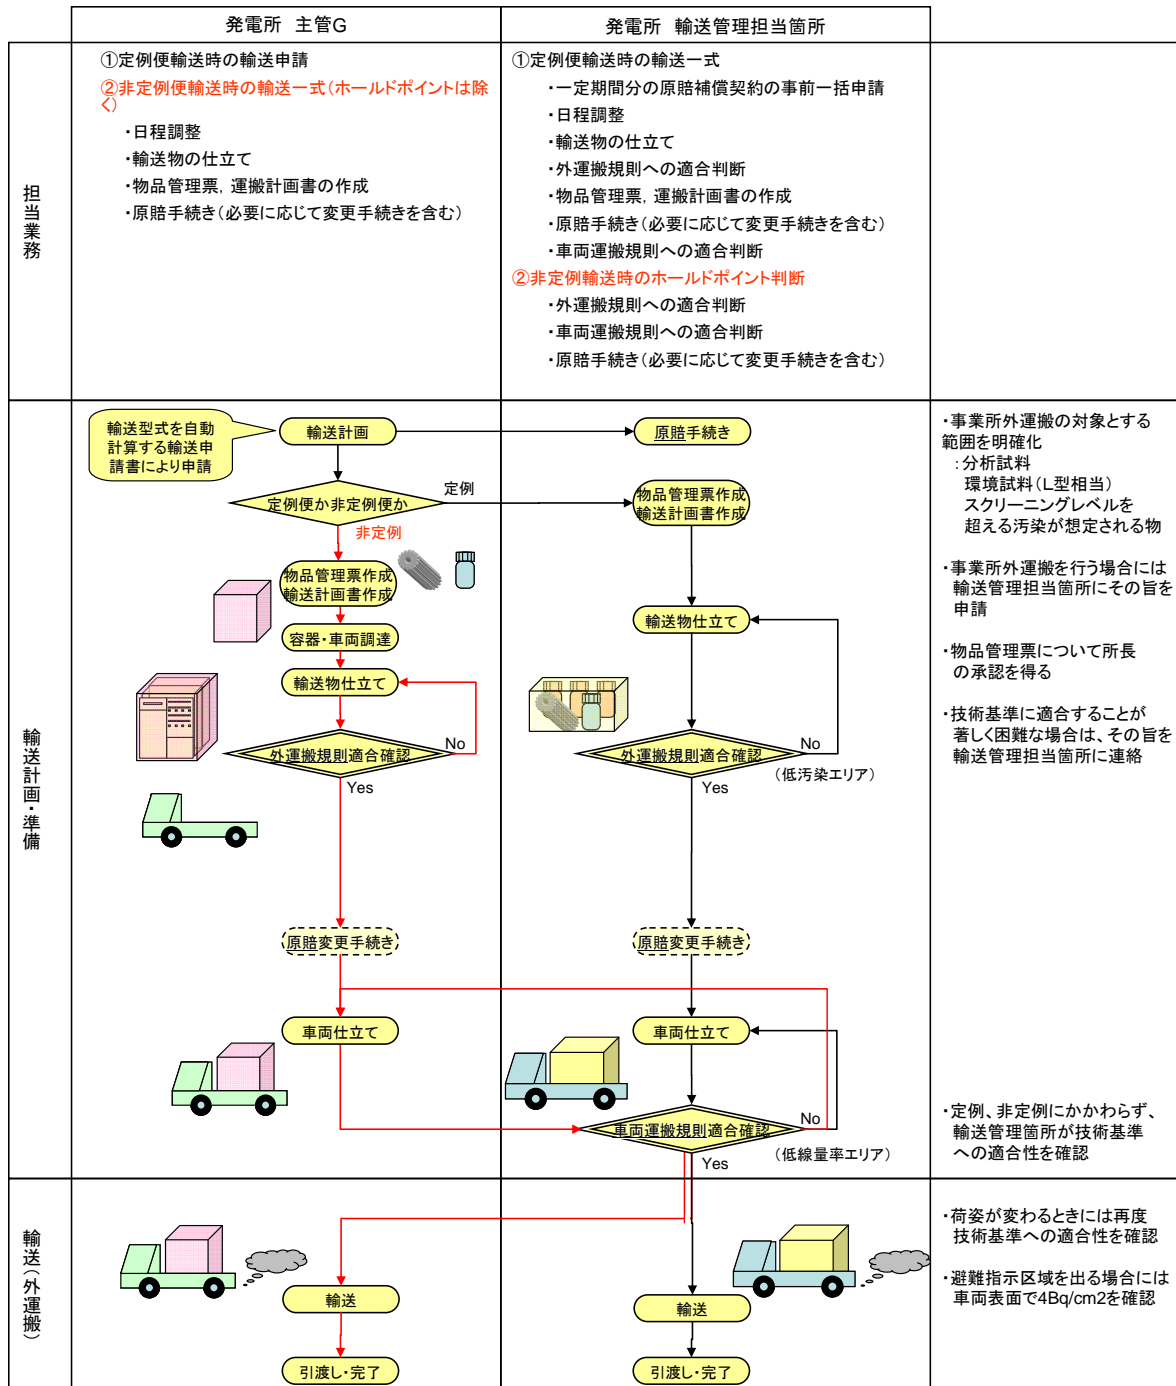 発電所 主管G
発電所 輸送管理担当箇所
担当業務
①定例便輸送時の輸送申請
②非定例便輸送時の輸送一式(ホールドポイントは除
く)
・日程調整
・輸送物の仕立て
・物品管理票, 運搬計画書の作成
・原賠手続き(必要に応じて変更手続きを含む)
①定例便輸送時の輸送一式
・一定期間分の原賠補償契約の事前一括申請
・日程調整
・輸送物の仕立て
・外運搬規則への適合判断
・物品管理票, 運搬計画書の作成
・原賠手続き(必要に応じて変更手続きを含む)
・車両運搬規則への適合判断
②非定例輸送時のホールドポイント判断
・外運搬規則への適合判断
・車両運搬規則への適合判断
・原賠手続き(必要に応じて変更手続きを含む)
輸送計画・準備
輸送型式を自動
計算する輸送申
請書により申請
輸送計画
定例便か非定例便か
定例
非定例
物品管理票作成
輸送計画書作成
容器・車両調達
輸送物仕立て
外運搬規則適合確認
No
Yes
原賠変更手続き
車両仕立て
原賠手続き
物品管理票作成
輸送計画書作成
輸送物仕立て
外運搬規則適合確認
No
(低汚染エリア)
Yes
原賠変更手続き
車両仕立て
車両運搬規則適合確認
No
(低線量率エリア)
Yes
・事業所外運搬の対象とする
範囲を明確化
:分析試料
環境試料(L型相当)
スクリーニングレベルを
超える汚染が想定される物
・事業所外運搬を行う場合には
輸送管理担当箇所にその旨を
申請
・物品管理票について所長
の承認を得る
・技術基準に適合することが
著しく困難な場合は、その旨を
輸送管理担当箇所に連絡
・定例、非定例にかかわらず、
輸送管理箇所が技術基準
への適合性を確認
輸送(外運搬)
輸送
引渡し・完了
輸送
引渡し・完了
・荷姿が変わるときには再度
技術基準への適合性を確認
・避難指示区域を出る場合には
車両表面で4Bq/cm2を確認